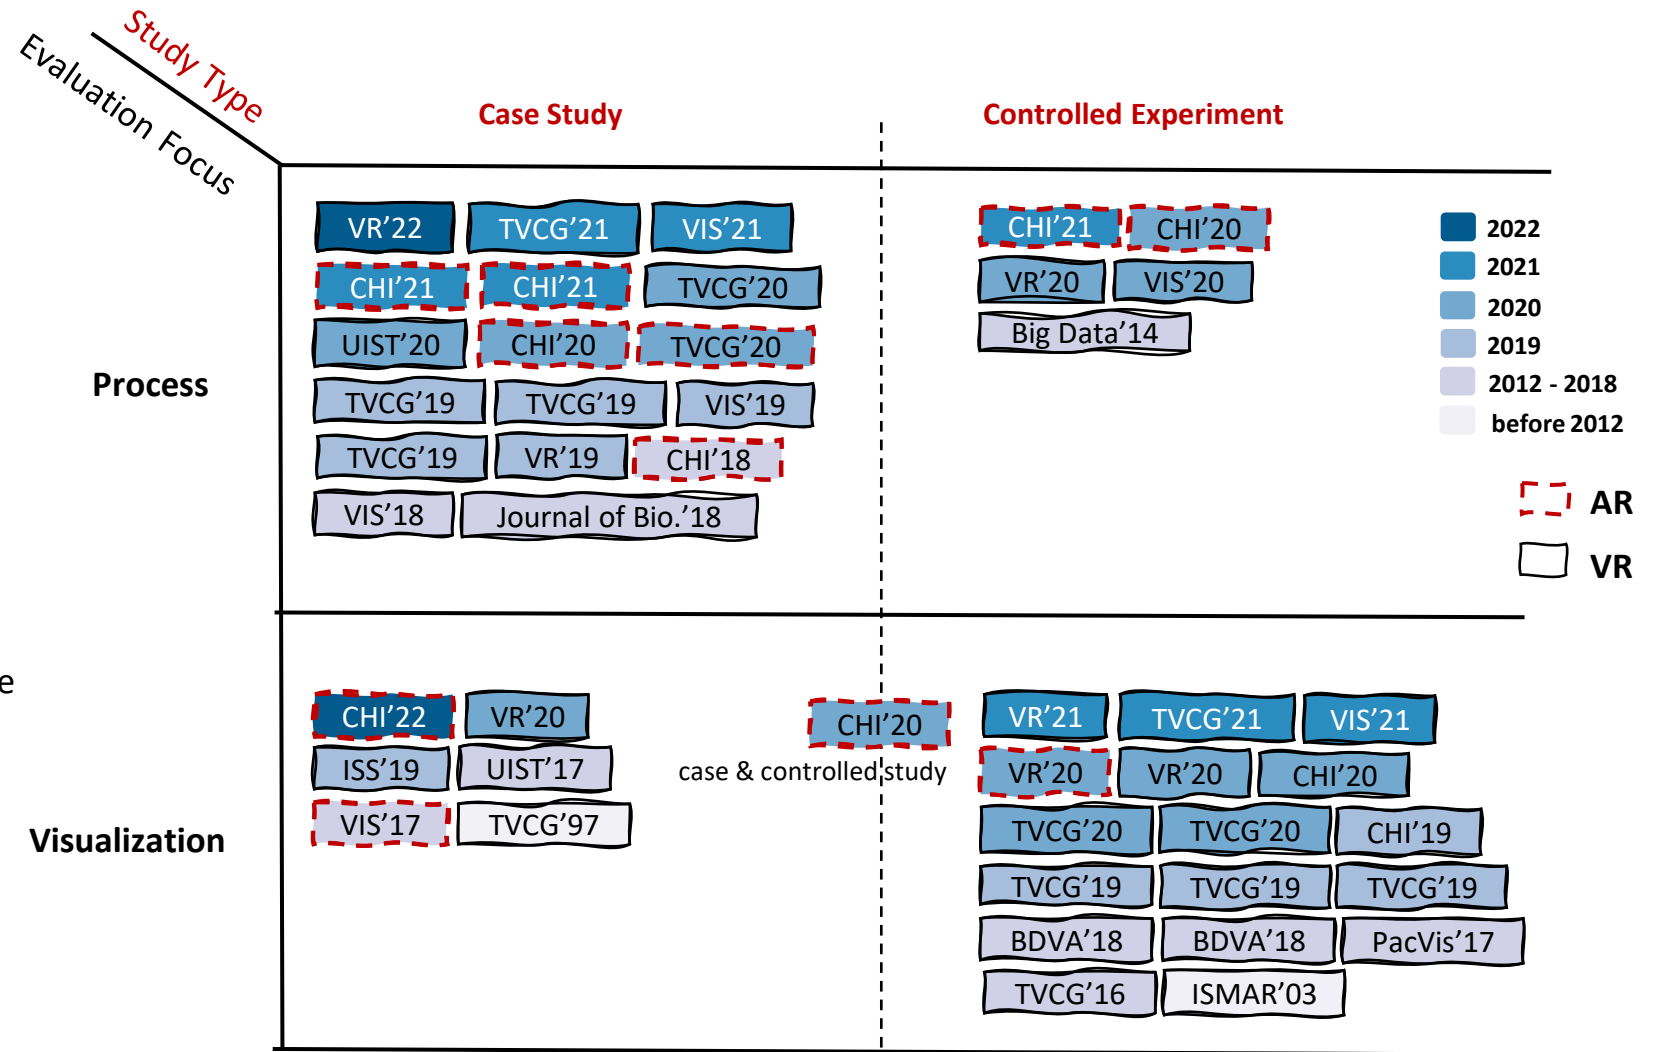 Study Type
Evaluation Focus
Case Study
Controlled Experiment
Process
VR’22 TVCG’21 VIS’21
CHI’21 CHI’21 TVCG’20
UIST’20 CHI’20 TVCG’20
TVCG’19 TVCG’19 VIS’19
TVCG’19 VR’19 CHI’18
VIS’18 Journal of Bio.’18
CHI’21 CHI’20
VR’20 VIS’20
Big Data’14
2022
2021
2020
2019
2012 - 2018
before 2012
AR
VR
e
Visualization
CHI’22 VR’20
ISS’19 UIST’17
VIS’17 TVCG’97
CHI’20
case & controlled study
VR’21 TVCG’21 VIS’21
VR’20 VR’20 CHI’20
TVCG’20 TVCG’20 CHI’19
TVCG’19 TVCG’19 TVCG’19
BDVA’18 BDVA’18 PacVis’17
TVCG’16 ISMAR’03